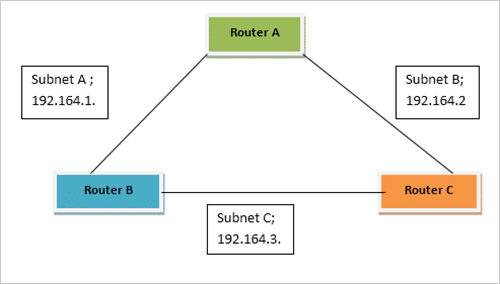 Router A
Subnet A ;
192.164.1.
Subnet B;
192.164.2
Router B
Router C
Subnet C;
192.164.3.